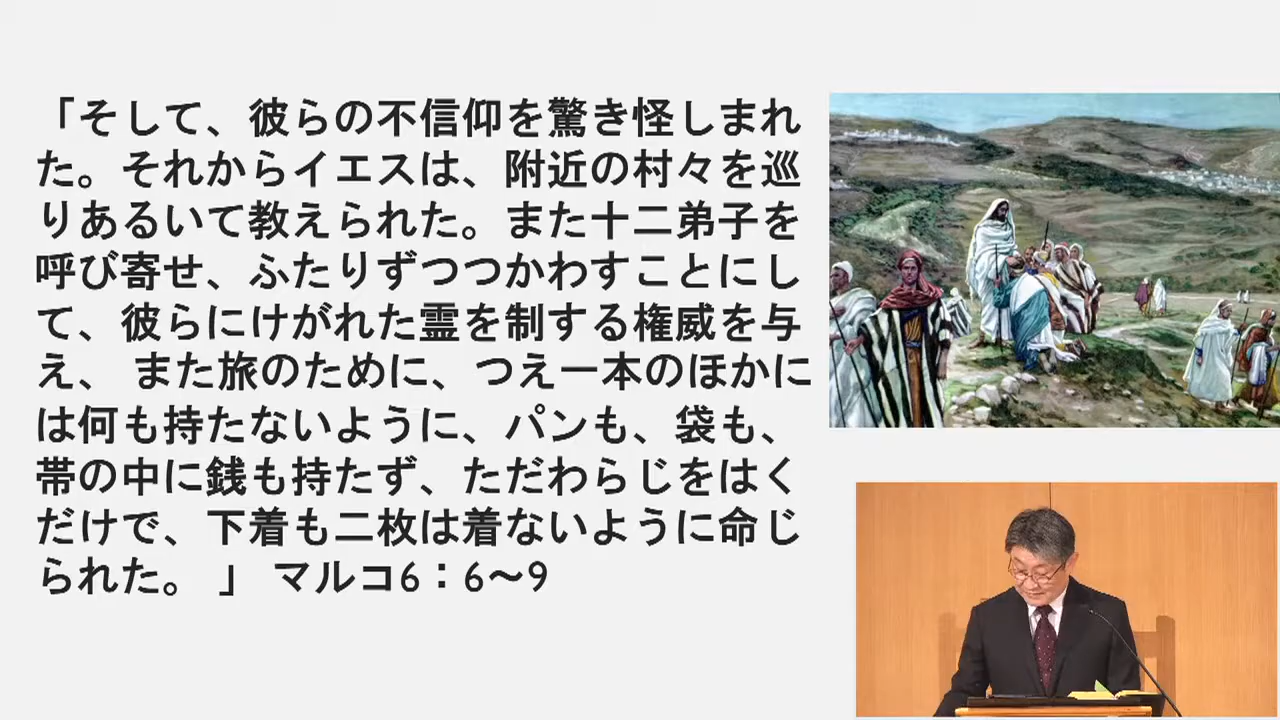 「そして、彼らの不信仰を驚き怪しまれ
た。それからイエスは、附近の村々を巡
りあるいて教えられた。また十二弟子を
呼び寄せ、ふたりずつつかわすことにし
て、彼らにけがれた霊を制する権威を与
え、 また旅のために、つえ一本のほかに
は何も持たないように、パンも、袋も、
帯の中に銭も持たず、ただわらじをはく
だけで、下着も二枚は着ないように命じ
られた。 」 マルコ6：6～9